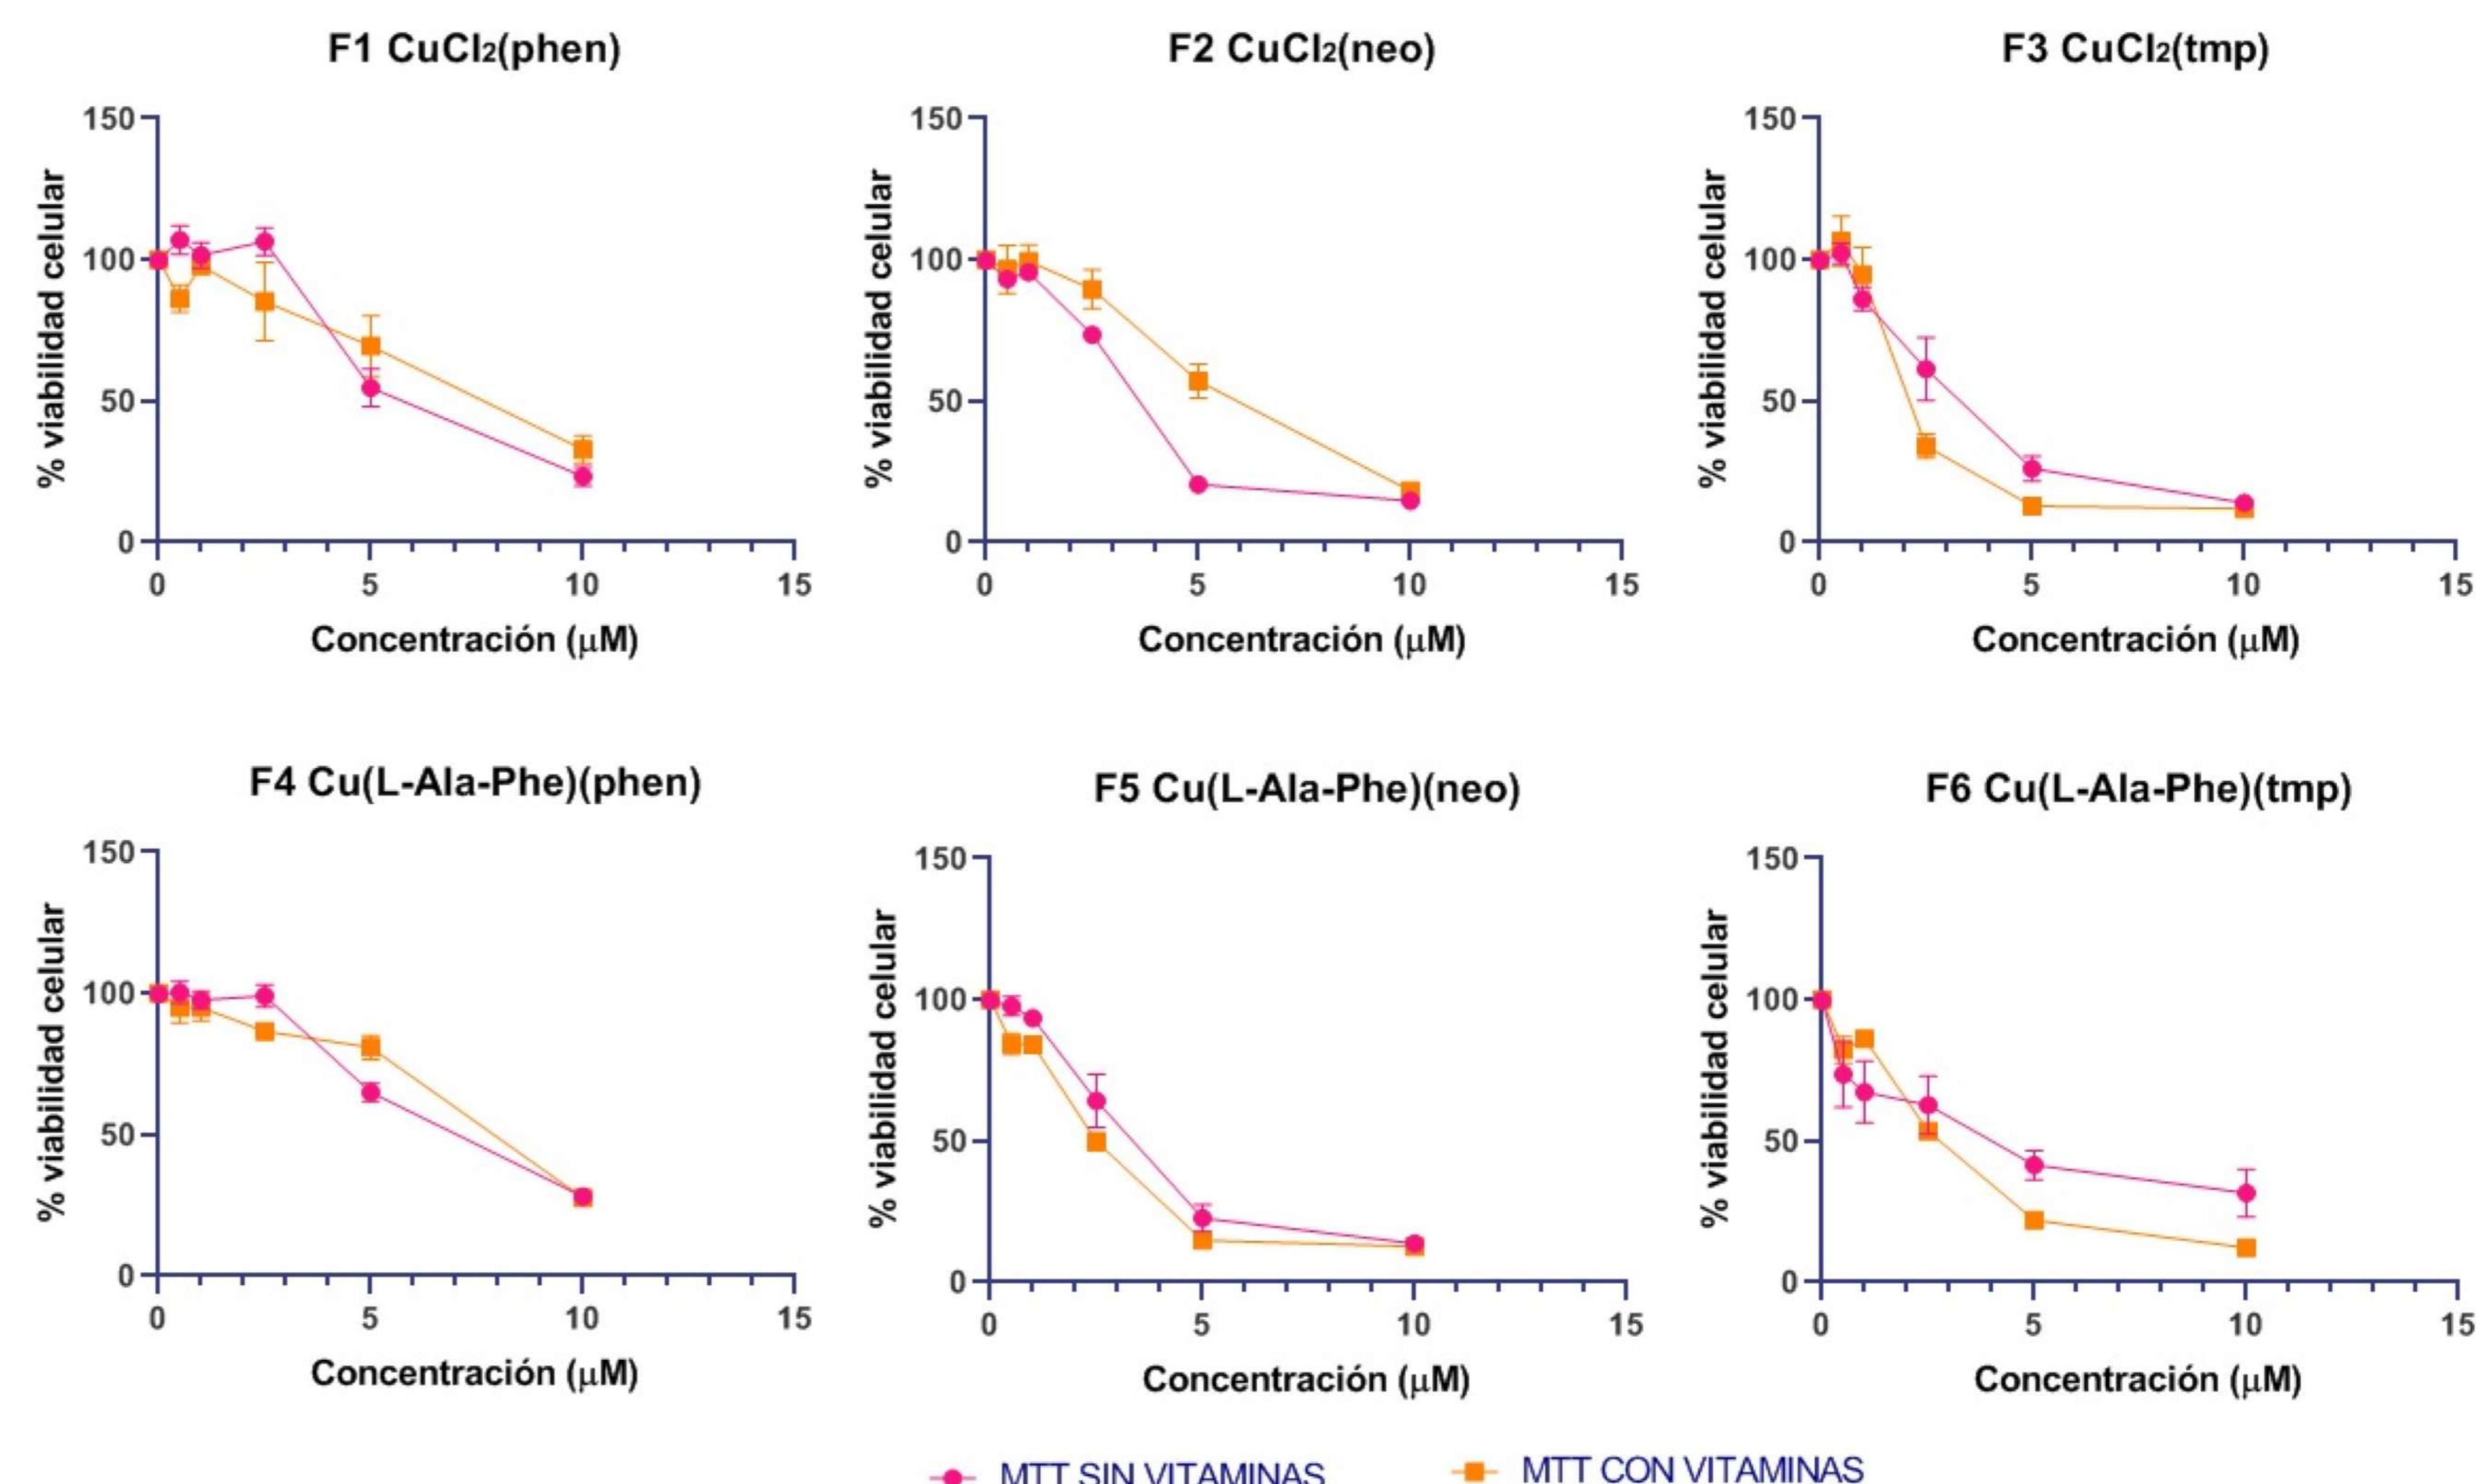 F1 CuCl2(phen)
150
100
50
0
% viabilidad celular
0 5 10 15
Concentración (μM)
F2 CuCl2(neo)
150
100
50
0
% viabilidad celular
0 5 10 15
Concentración (μM)
F3 CuCl2(tmp)
150
100
50
0
% viabilidad celular
0 5 10 15
Concentración (μM)
F4 Cu(L-Ala-Phe)(phen)
150
100
50
0
% viabilidad celular
0 5 10 15
Concentración (μM)
F5 Cu(L-Ala-Phe)(neo)
150
100
50
0
% viabilidad celular
0 5 10 15
Concentración (μM)
F6 Cu(L-Ala-Phe)(tmp)
150
100
50
0
% viabilidad celular
0 5 10 15
Concentración (μM)
MTT SIN VITAMINAS
MTT CON VITAMINAS